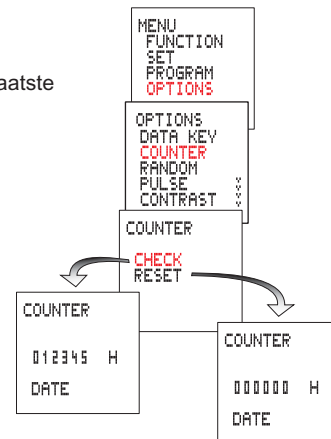 aatste
MENU
FUNCTION
SET
PROGRAM
OPTIONS
OPTIONS
DATA KEY
COUNTER
RANDOM
PULSE
CONTRAST
COUNTER
CHECK
RESET
COUNTER
012345 H
DATE
COUNTER
000000 H
DATE